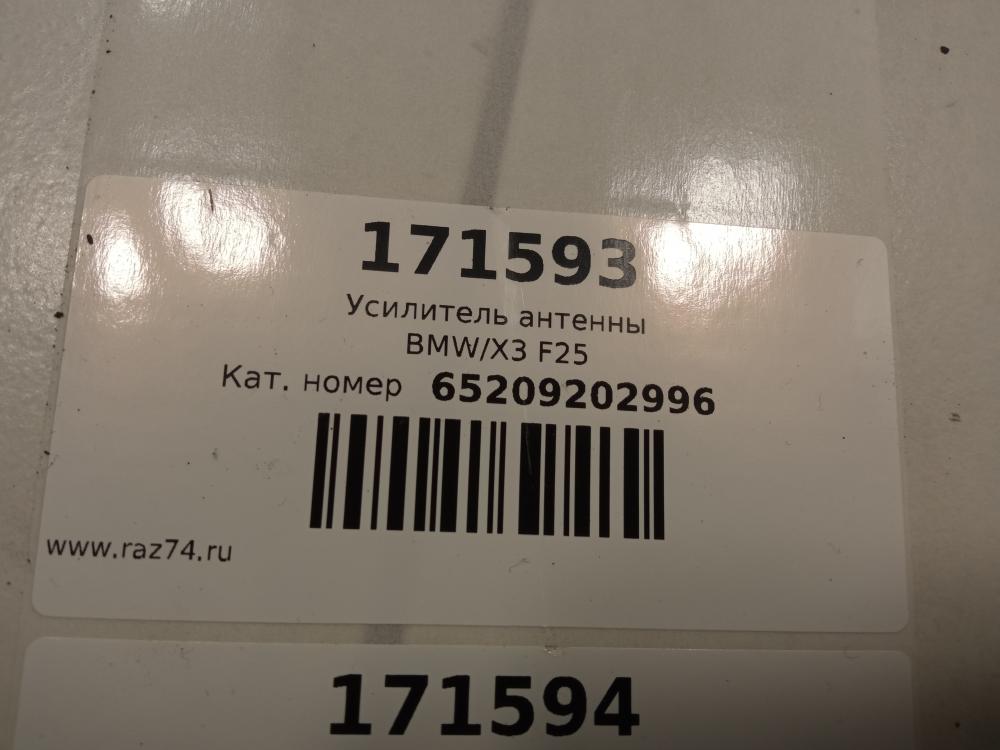 171593
Усилитель антенны
BMW/X3 F25
Кат. номер 65209202996
www.raz74.ru
171594